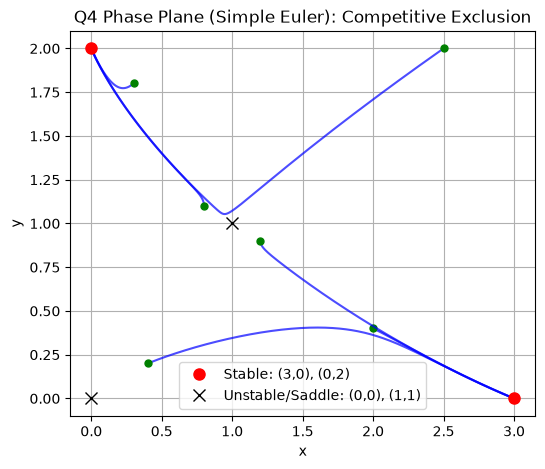 Q4 Phase Plane (Simple Euler): Competitive Exclusion
2.00
1.75
1.50
1.25
1.00
0.75
0.50
0.25
0.00
y
Stable: (3,0), (0,2)
Unstable/Saddle: (0,0), (1,1)
0.0 0.5 1.0 1.5 2.0 2.5 3.0
x